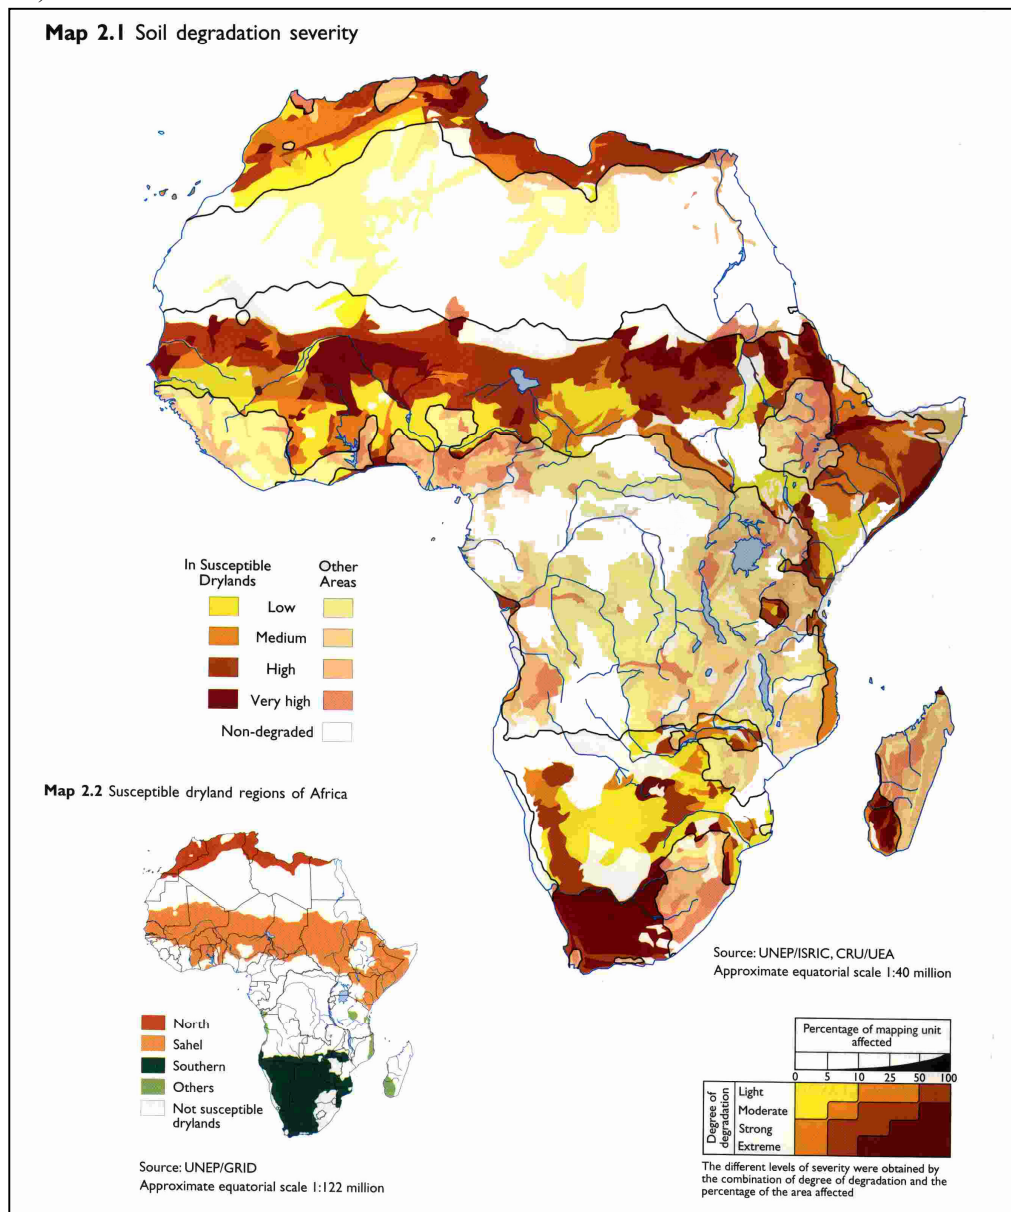 Map 2.1 Soil degradation severity
In Susceptible Drylands
Other Areas
Low
Medium
High
Very high
Non-degraded
Map 2.2 Susceptible dryland regions of Africa
North
Sahel
Southern
Others
Not susceptible
drylands
Source: UNEP/GRID
Approximate equatorial scale 1:122 million
Source: UNEP/ISRIC, CRU/UEA
Approximate equatorial scale 1:40 million
Percentage of mapping unit
affected
0 5 10 25 50 100
Degree of
degradation
Light
Moderate
Strong
Extreme
The different levels of severity were obtained by
the combination of degree of degradation and the
percentage of the area affected